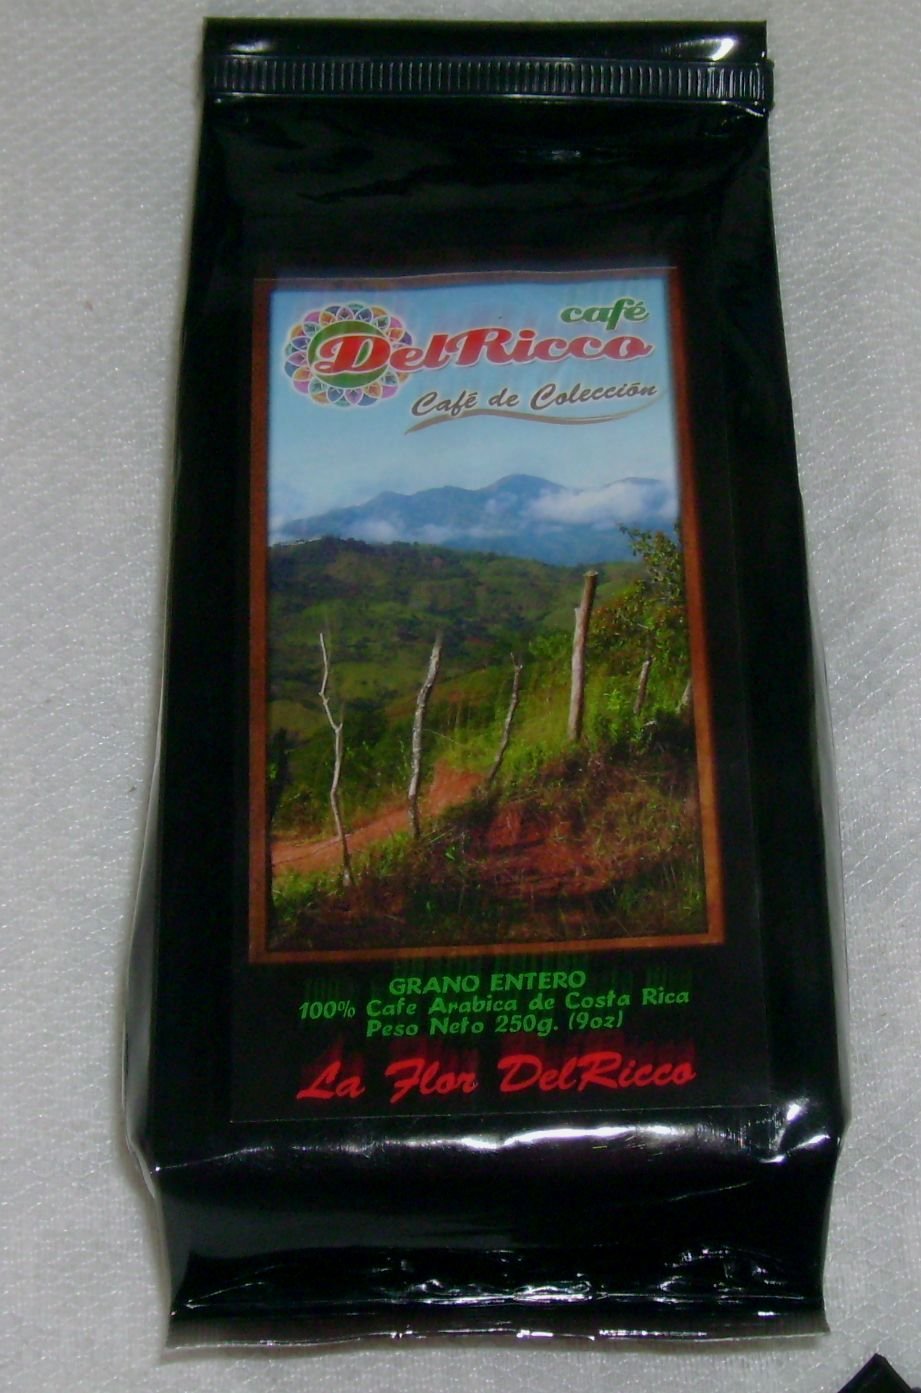 café
DelRicco
Café de Colección
GRANO ENTERO
100% Cafe Arabica de Costa Rica
Peso Neto 250g. (9oz)
La Flor DelRicco